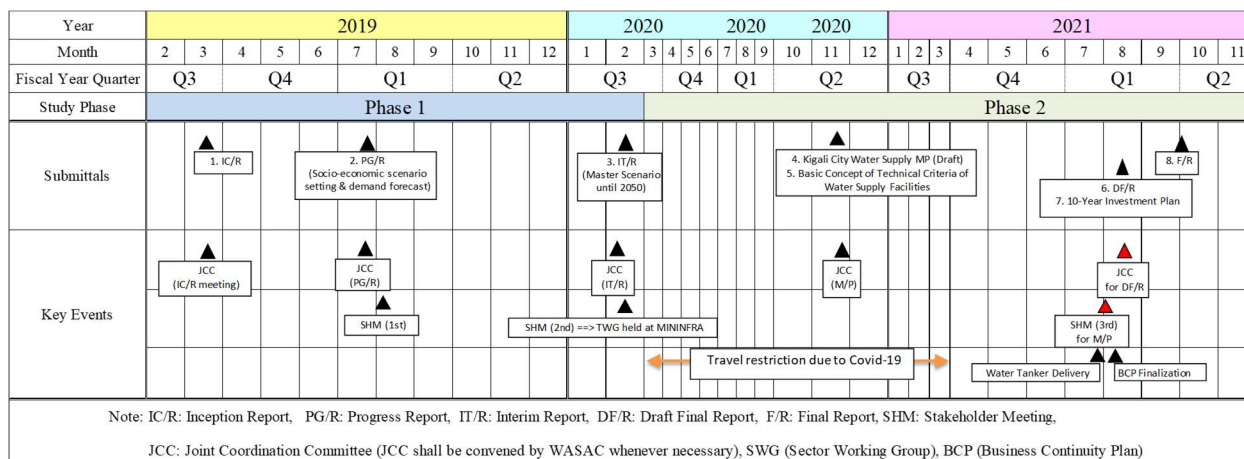 Year 2019 2020 2020 2020 2021
Month 2 3 4 5 6 7 8 9 10 11 12 1 2 3 4 5 6 7 8 9 10 11 12 1 2 3 4 5 6 7 8 9 10 11
Fiscal Year Quarter Q3 Q4 Q1 Q2 Q3 Q4 Q1 Q2 Q3 Q4 Q1 Q2
Study Phase Phase 1 Phase 2
Submittals
1. IC/R
2. PG/R
(Socio-economic scenario
setting & demand forecast)
3. IT/R
(Master Scenario
until 2050)
4. Kigali City Water Supply MP (Draft)
5. Basic Concept of Technical Criteria of
Water Supply Facilities
6. DF/R
7. 10-Year Investment Plan
8. F/R
Key Events
JCC
(IC/R meeting)
JCC
(PG/R)
JCC
(IT/R)
JCC
(M/P)
JCC
for DF/R
SHM (1st)
SHM (2nd) ==> TWG held at MININFRA
SHM (3rd)
for M/P
Travel restriction due to Covid-19
Water Tanker Delivery
BCP Finalization
Note: IC/R: Inception Report, PG/R: Progress Report, IT/R: Interim Report, DF/R: Draft Final Report, F/R: Final Report, SHM: Stakeholder Meeting,
JCC: Joint Coordination Committee (JCC shall be convened by WASAC whenever necessary), SWG (Sector Working Group), BCP (Business Continuity Plan)